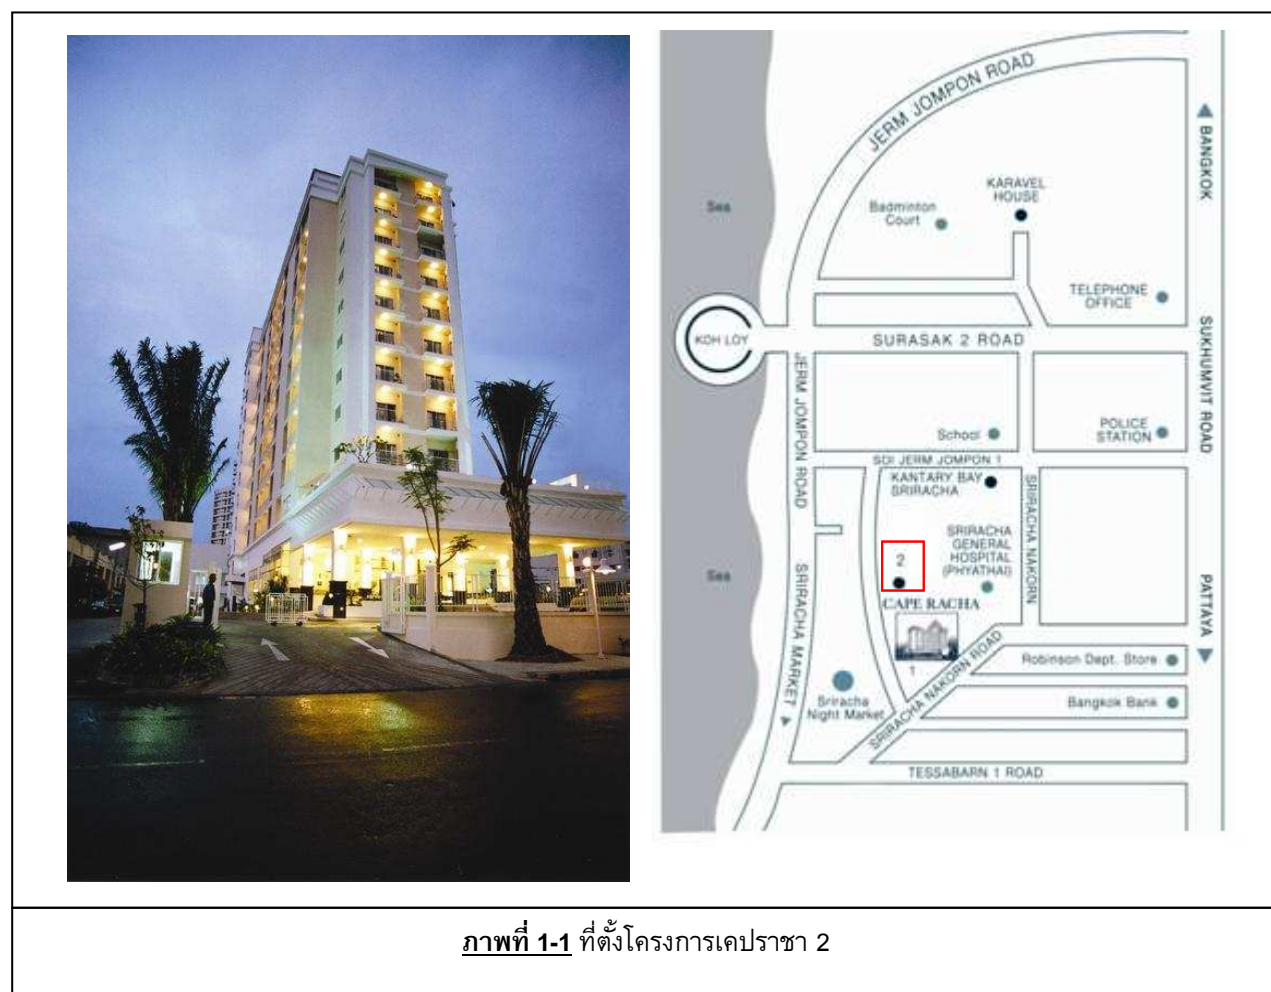 JERM JOMPON ROAD
BANGKOK
KARAVEL
HOUSE
Badminton
Court
Sea
TELEPHONE
OFFICE
KOH LOY
SURASAK 2 ROAD
SUKHUMVIT ROAD
JERM JOMPON ROAD
POLICE
STATION
School
SOI JERM JOMPON 1
KANTARY BAY
SRIRACHA
SRIRACHA NAKORN
SRIRACHA
GENERAL
HOSPITAL
(PHYATHAI)
2
Sea
SRIRACHA MARKET
PATTAYA
CAPE RACHA
1
SRIRACHA NAKORN ROAD
Robinson Dept. Store
Sriracha
Night Market
Bangkok Bank
TESSABARN 1 ROAD
ภาพที่ 1-1 ที่ตั้งโครงการเคปราชา 2